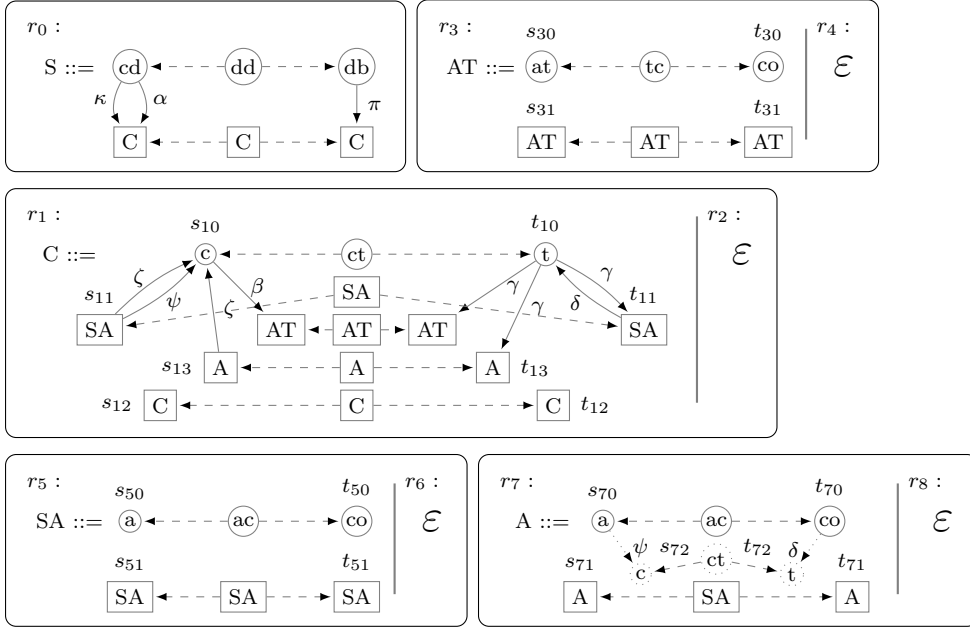 r₀ :
S ::= cd dd db
κ α π
C C C
r₃ : r₄ :
s₃₀ t₃₀
AT ::= at tc co ε
s₃₁ t₃₁
AT AT AT
r₁ : r₂ :
s₁₀ t₁₀
C ::= c ct t ε
ζ β γ γ
s₁₁ ψ ζ SA γ δ t₁₁
SA AT AT AT SA
s₁₃ A A A t₁₃
s₁₂ C C C t₁₂
r₅ : r₆ :
s₅₀ t₅₀
SA ::= a ac co ε
s₅₁ t₅₁
SA SA SA
r₇ : r₈ :
s₇₀ t₇₀
A ::= a ac co ε
ψ s₇₂ t₇₂ δ
s₇₁ c ct t t₇₁
A SA A